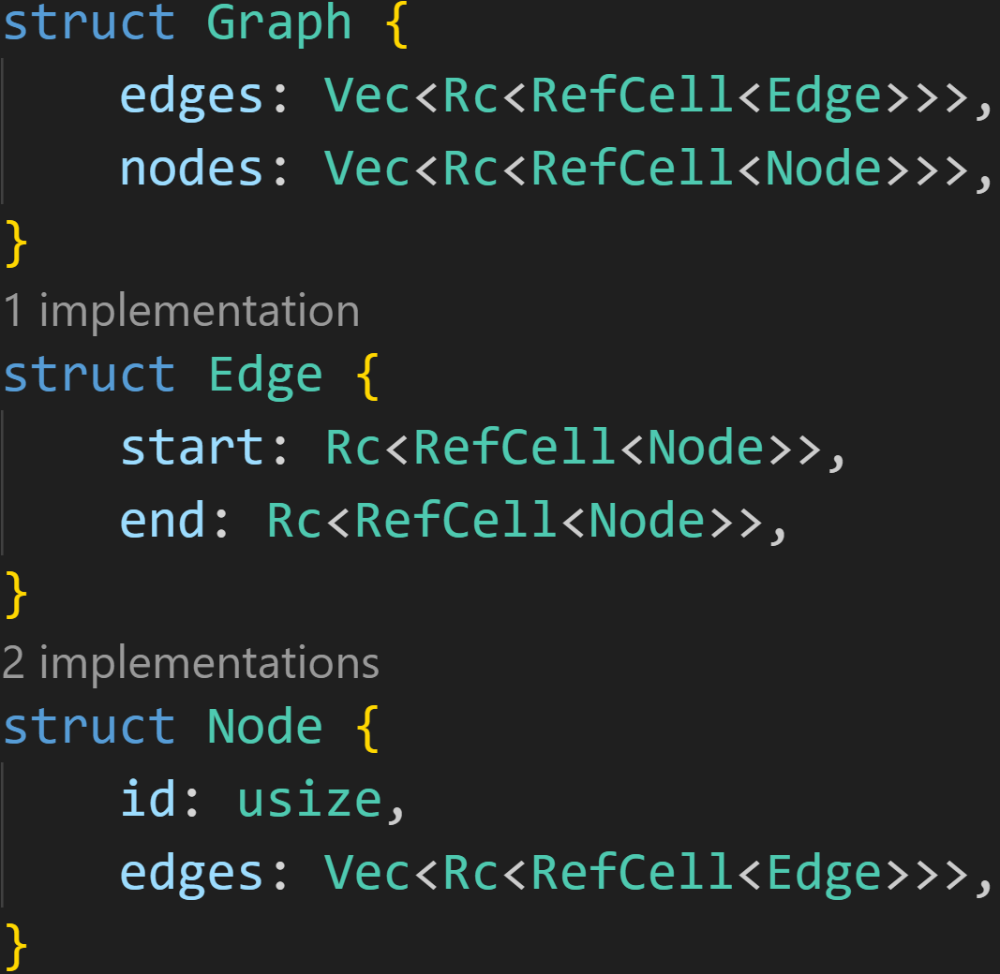 struct Graph {
    edges: Vec<Rc<RefCell<Edge>>>,
    nodes: Vec<Rc<RefCell<Node>>>,
}
1 implementation
struct Edge {
    start: Rc<RefCell<Node>>,
    end: Rc<RefCell<Node>>,
}
2 implementations
struct Node {
    id: usize,
    edges: Vec<Rc<RefCell<Edge>>>,
}